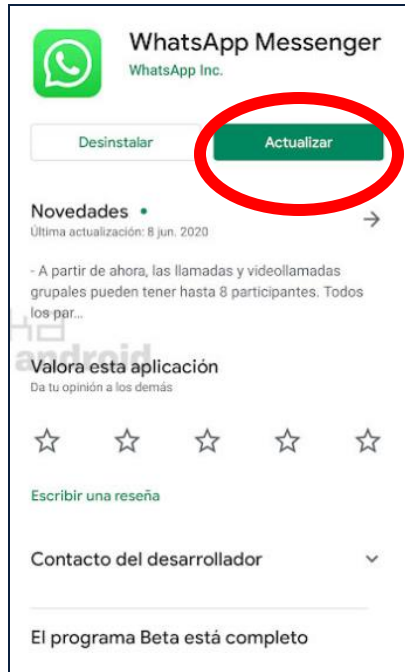 WhatsApp Messenger
WhatsApp Inc.
Desinstalar
Actualizar
Novedades •
Última actualización: 8 jun. 2020
- A partir de ahora, las llamadas y videollamadas
grupales pueden tener hasta 8 participantes. Todos
los par...
android
Valora esta aplicación
Da tu opinión a los demás
Escribir una reseña
Contacto del desarrollador
El programa Beta está completo